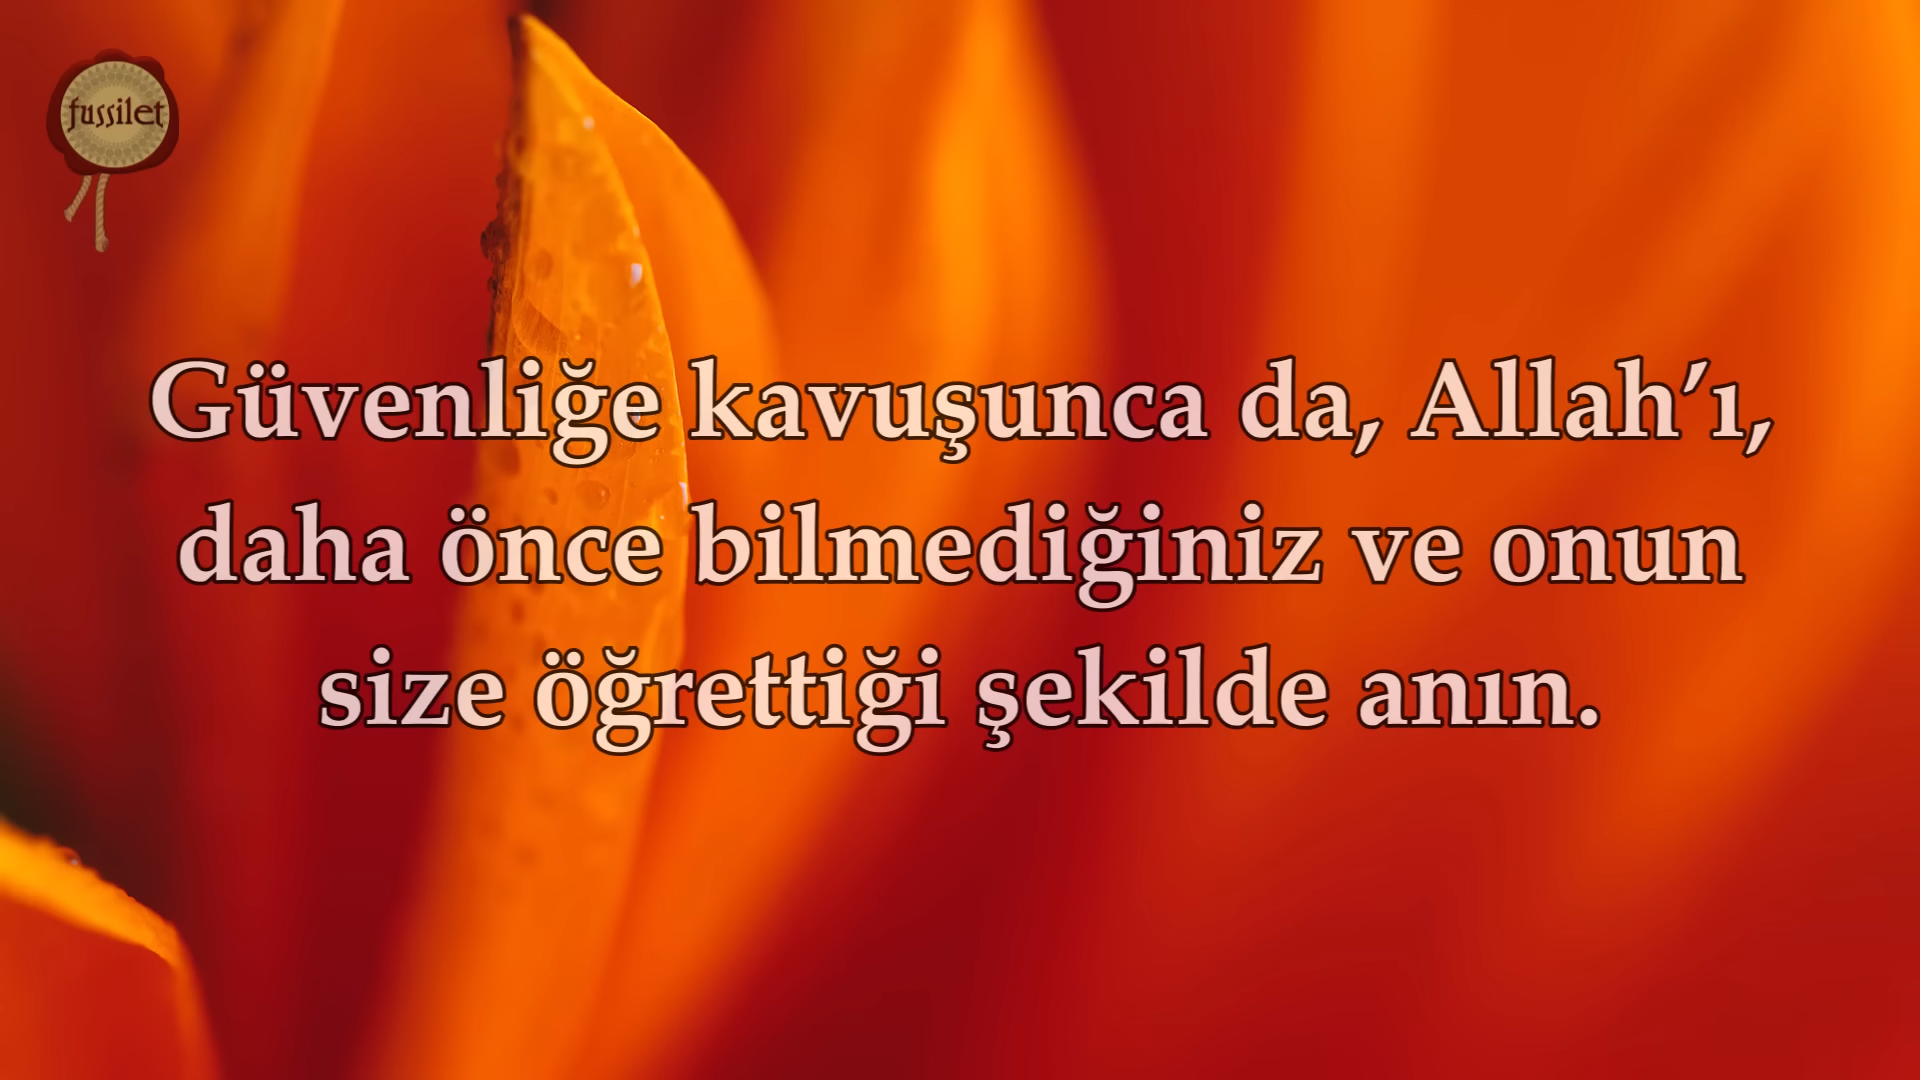 fussilet
Güvenliğe kavuşunca da, Allah’ı,
daha önce bilmediğiniz ve onun
size öğrettiği şekilde anın.